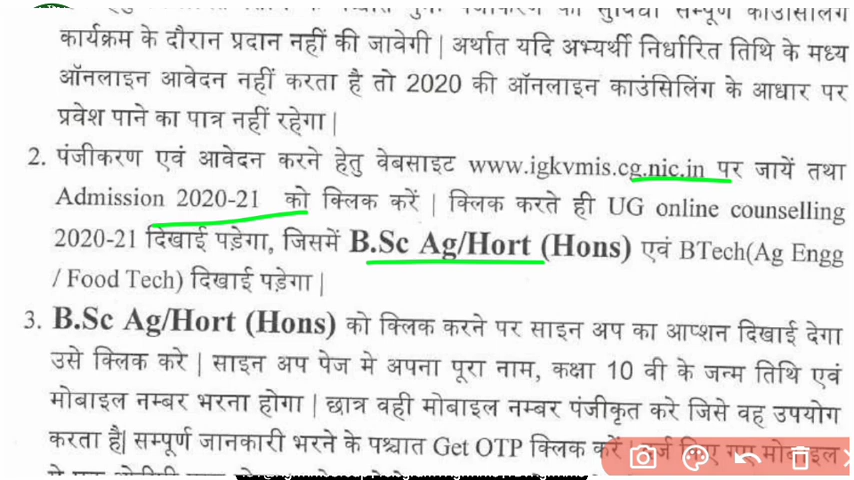 सम्पूर्ण काउंसिलिंग
कार्यक्रम के दौरान प्रदान नहीं की जावेगी | अर्थात यदि अभ्यर्थी निर्धारित तिथि के मध्य
ऑनलाइन आवेदन नहीं करता है तो 2020 की ऑनलाइन काउंसिलिंग के आधार पर
प्रवेश पाने का पात्र नहीं रहेगा |
2. पंजीकरण एवं आवेदन करने हेतु वेबसाइट www.igkvmis.cg.nic.in पर जायें तथा
Admission 2020-21 को क्लिक करें | क्लिक करते ही UG online counselling
2020-21 दिखाई पड़ेगा, जिसमें B.Sc Ag/Hort (Hons) एवं BTech(Ag Engg
/ Food Tech) दिखाई पड़ेगा |
3. B.Sc Ag/Hort (Hons) को क्लिक करने पर साइन अप का आप्शन दिखाई देगा
उसे क्लिक करे | साइन अप पेज मे अपना पूरा नाम, कक्षा 10 वी के जन्म तिथि एवं
मोबाइल नम्बर भरना होगा | छात्र वही मोबाइल नम्बर पंजीकृत करे जिसे वह उपयोग
करता है| सम्पूर्ण जानकारी भरने के पश्चात Get OTP क्लिक करें | दर्ज किए गए मोबाइल